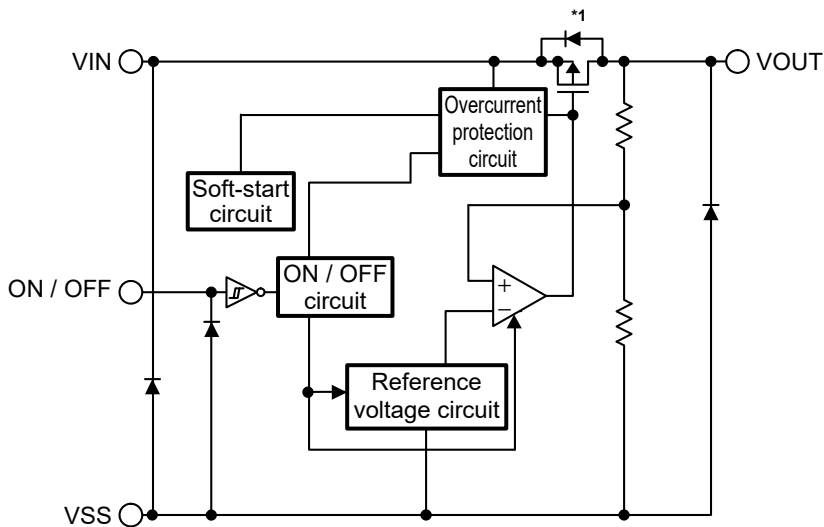 *1
VIN
VOUT
Overcurrent
protection
circuit
Soft-start
circuit
ON / OFF
ON / OFF
circuit
+
−
Reference
voltage circuit
VSS